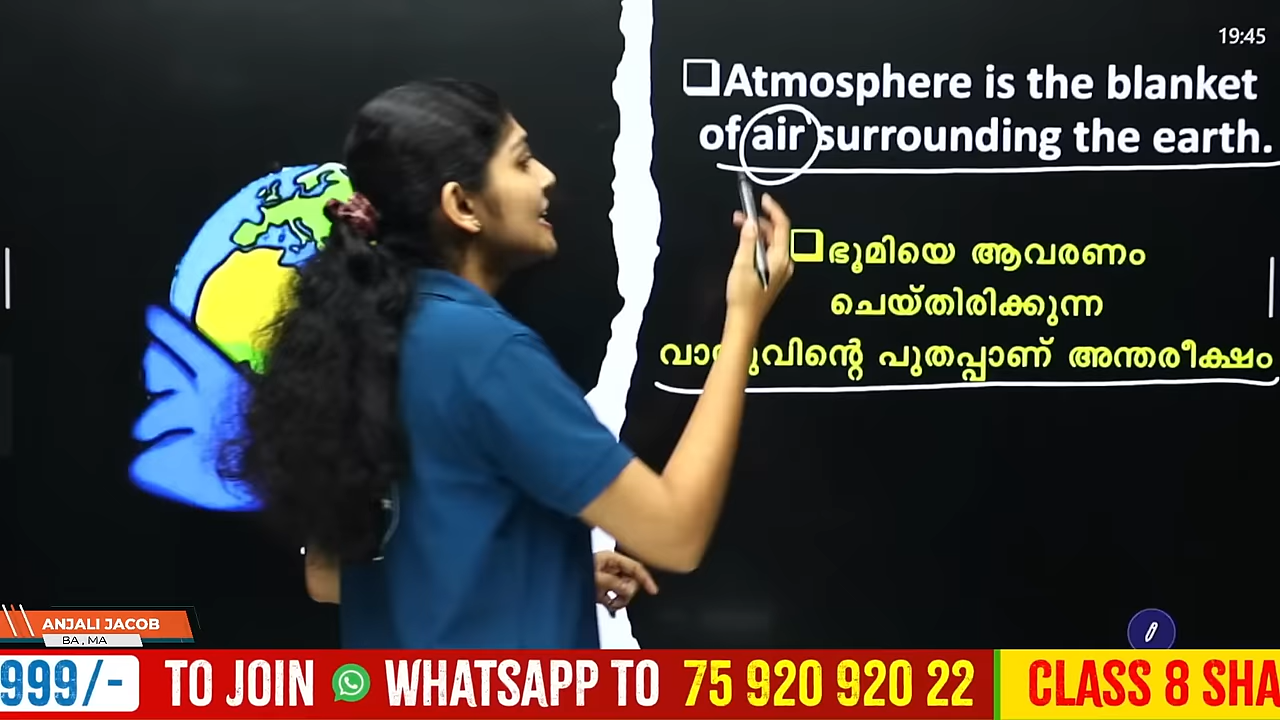 19:45
❑Atmosphere is the blanket
of air surrounding the earth.
❑ഭൂമിയെ ആവരണം
ചെയ്തിരിക്കുന്ന
പുതപ്പാണ് അന്തരീക്ഷം
ANJALI JACOB
BA, MA
999/- TO JOIN WHATSAPP TO 75 920 920 22 CLASS 8 SHA